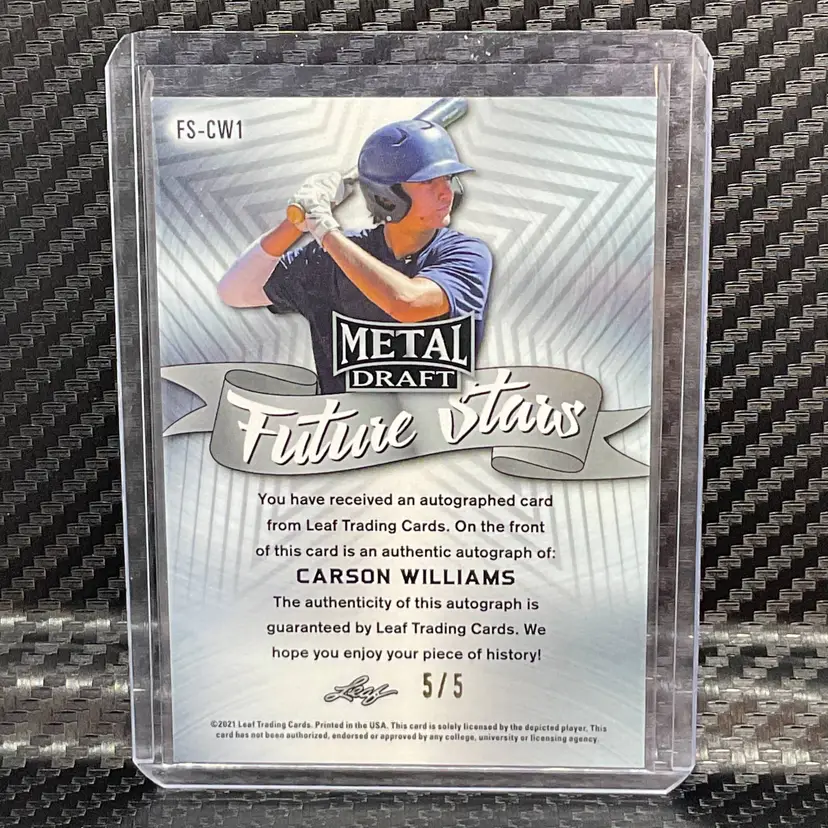 FS-CW1
METAL
DRAFT
Future Stars
You have received an autographed card
from Leaf Trading Cards. On the front
of this card is an authentic autograph of:
CARSON WILLIAMS
The authenticity of this autograph is
guaranteed by Leaf Trading Cards. We
hope you enjoy your piece of history!
Leaf 5/5
©2021 Leaf Trading Cards. Printed in the USA. This card is solely licensed by the depicted player. This
card has not been authorized, endorsed or approved by any college, university or licensing agency.